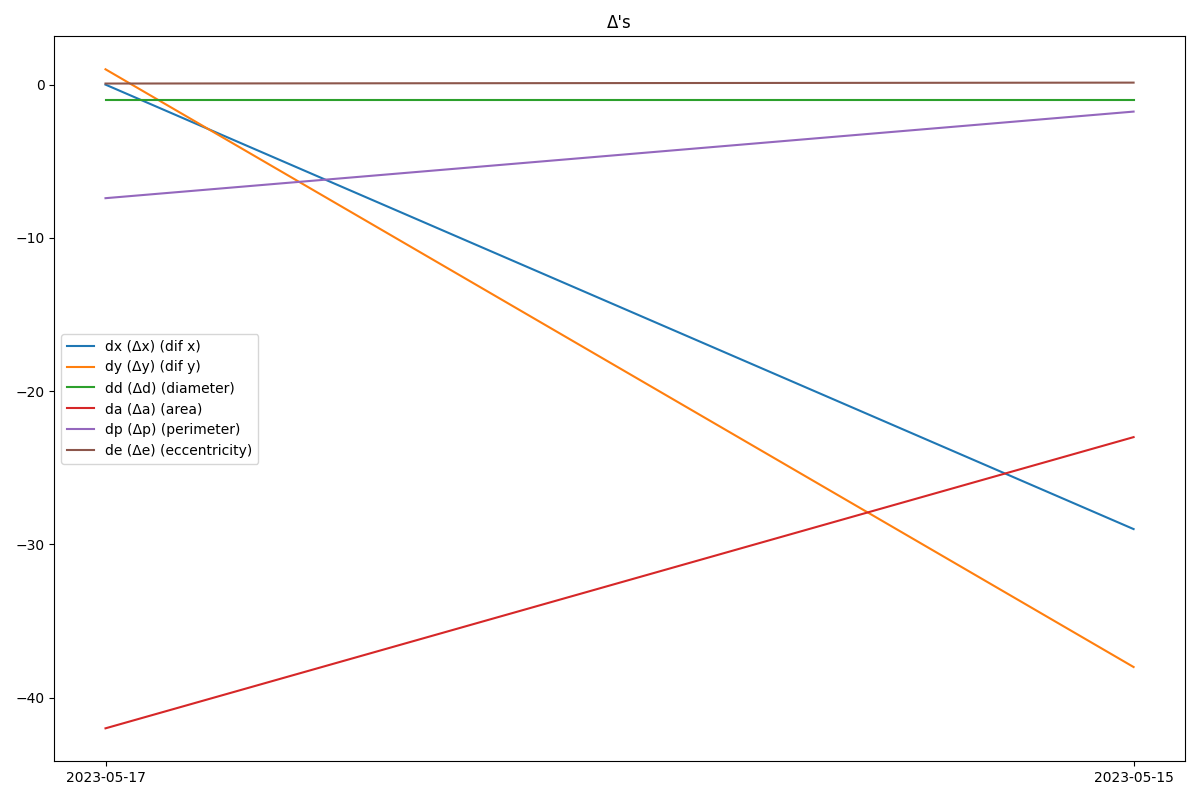 Δ's
0
−10
−20
−30
−40
dx (Δx) (dif x)
dy (Δy) (dif y)
dd (Δd) (diameter)
da (Δa) (area)
dp (Δp) (perimeter)
de (Δe) (eccentricity)
2023-05-17
2023-05-15